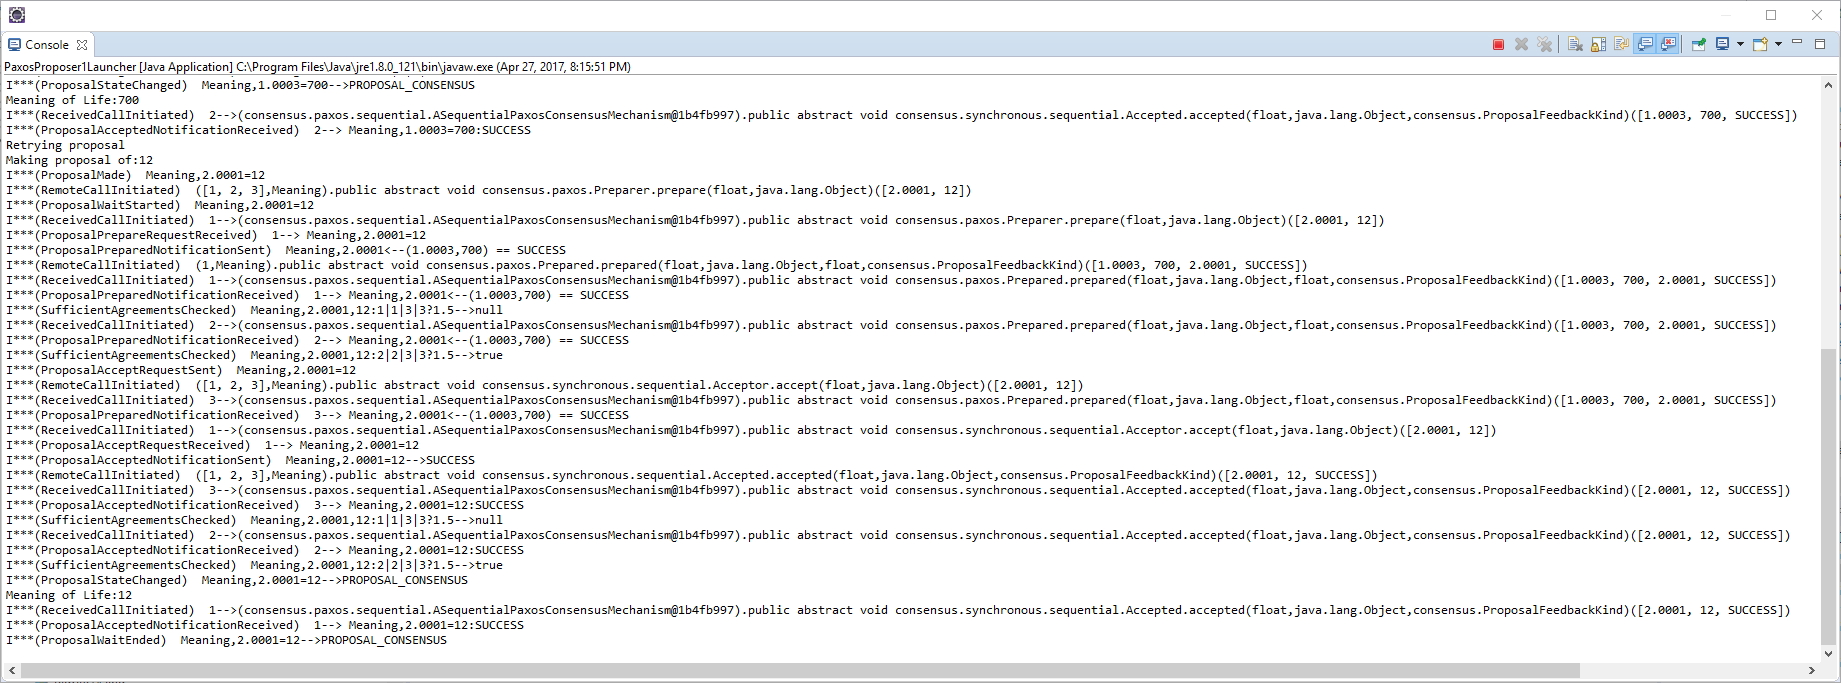 Console
PaxosProposer1Launcher [Java Application] C:\Program Files\Java\jre1.8.0_121\bin\javaw.exe (Apr 27, 2017, 8:15:51 PM)
I***(ProposalStateChanged)  Meaning,1.0003=700-->PROPOSAL_CONSENSUS
Meaning of Life:700
I***(ReceivedCallInitiated)  2-->(consensus.paxos.sequential.ASequentialPaxosConsensusMechanism@1b4fb997).public abstract void consensus.synchronous.sequential.Accepted.accepted(float,java.lang.Object,consensus.ProposalFeedbackKind)([1.0003, 700, SUCCESS])
I***(ProposalAcceptedNotificationReceived)  2--> Meaning,1.0003=700:SUCCESS
Retrying proposal
Making proposal of:12
I***(ProposalMade)  Meaning,2.0001=12
I***(RemoteCallInitiated)  ([1, 2, 3],Meaning).public abstract void consensus.paxos.Preparer.prepare(float,java.lang.Object)([2.0001, 12])
I***(ProposalWaitStarted)  Meaning,2.0001=12
I***(ReceivedCallInitiated)  1-->(consensus.paxos.sequential.ASequentialPaxosConsensusMechanism@1b4fb997).public abstract void consensus.paxos.Preparer.prepare(float,java.lang.Object)([2.0001, 12])
I***(ProposalPrepareRequestReceived)  1--> Meaning,2.0001=12
I***(ProposalPreparedNotificationSent)  Meaning,2.0001<--(1.0003,700) == SUCCESS
I***(RemoteCallInitiated)  (1,Meaning).public abstract void consensus.paxos.Prepared.prepared(float,java.lang.Object,float,consensus.ProposalFeedbackKind)([1.0003, 700, 2.0001, SUCCESS])
I***(ReceivedCallInitiated)  1-->(consensus.paxos.sequential.ASequentialPaxosConsensusMechanism@1b4fb997).public abstract void consensus.paxos.Prepared.prepared(float,java.lang.Object,float,consensus.ProposalFeedbackKind)([1.0003, 700, 2.0001, SUCCESS])
I***(ProposalPreparedNotificationReceived)  1--> Meaning,2.0001<--(1.0003,700) == SUCCESS
I***(SufficientAgreementsChecked)  Meaning,2.0001,12:1|1|3|3?1.5-->null
I***(ReceivedCallInitiated)  2-->(consensus.paxos.sequential.ASequentialPaxosConsensusMechanism@1b4fb997).public abstract void consensus.paxos.Prepared.prepared(float,java.lang.Object,float,consensus.ProposalFeedbackKind)([1.0003, 700, 2.0001, SUCCESS])
I***(ProposalPreparedNotificationReceived)  2--> Meaning,2.0001<--(1.0003,700) == SUCCESS
I***(SufficientAgreementsChecked)  Meaning,2.0001,12:2|2|3|3?1.5-->true
I***(ProposalAcceptRequestSent)  Meaning,2.0001=12
I***(RemoteCallInitiated)  ([1, 2, 3],Meaning).public abstract void consensus.synchronous.sequential.Acceptor.accept(float,java.lang.Object)([2.0001, 12])
I***(ReceivedCallInitiated)  3-->(consensus.paxos.sequential.ASequentialPaxosConsensusMechanism@1b4fb997).public abstract void consensus.paxos.Prepared.prepared(float,java.lang.Object,float,consensus.ProposalFeedbackKind)([1.0003, 700, 2.0001, SUCCESS])
I***(ProposalPreparedNotificationReceived)  3--> Meaning,2.0001<--(1.0003,700) == SUCCESS
I***(ReceivedCallInitiated)  1-->(consensus.paxos.sequential.ASequentialPaxosConsensusMechanism@1b4fb997).public abstract void consensus.synchronous.sequential.Acceptor.accept(float,java.lang.Object)([2.0001, 12])
I***(ProposalAcceptRequestReceived)  1--> Meaning,2.0001=12
I***(ProposalAcceptedNotificationSent)  Meaning,2.0001=12-->SUCCESS
I***(RemoteCallInitiated)  ([1, 2, 3],Meaning).public abstract void consensus.synchronous.sequential.Accepted.accepted(float,java.lang.Object,consensus.ProposalFeedbackKind)([2.0001, 12, SUCCESS])
I***(ReceivedCallInitiated)  3-->(consensus.paxos.sequential.ASequentialPaxosConsensusMechanism@1b4fb997).public abstract void consensus.synchronous.sequential.Accepted.accepted(float,java.lang.Object,consensus.ProposalFeedbackKind)([2.0001, 12, SUCCESS])
I***(ProposalAcceptedNotificationReceived)  3--> Meaning,2.0001=12:SUCCESS
I***(SufficientAgreementsChecked)  Meaning,2.0001,12:1|1|3|3?1.5-->null
I***(ReceivedCallInitiated)  2-->(consensus.paxos.sequential.ASequentialPaxosConsensusMechanism@1b4fb997).public abstract void consensus.synchronous.sequential.Accepted.accepted(float,java.lang.Object,consensus.ProposalFeedbackKind)([2.0001, 12, SUCCESS])
I***(ProposalAcceptedNotificationReceived)  2--> Meaning,2.0001=12:SUCCESS
I***(SufficientAgreementsChecked)  Meaning,2.0001,12:2|2|3|3?1.5-->true
I***(ProposalStateChanged)  Meaning,2.0001=12-->PROPOSAL_CONSENSUS
Meaning of Life:12
I***(ReceivedCallInitiated)  1-->(consensus.paxos.sequential.ASequentialPaxosConsensusMechanism@1b4fb997).public abstract void consensus.synchronous.sequential.Accepted.accepted(float,java.lang.Object,consensus.ProposalFeedbackKind)([2.0001, 12, SUCCESS])
I***(ProposalAcceptedNotificationReceived)  1--> Meaning,2.0001=12:SUCCESS
I***(ProposalWaitEnded)  Meaning,2.0001=12-->PROPOSAL_CONSENSUS